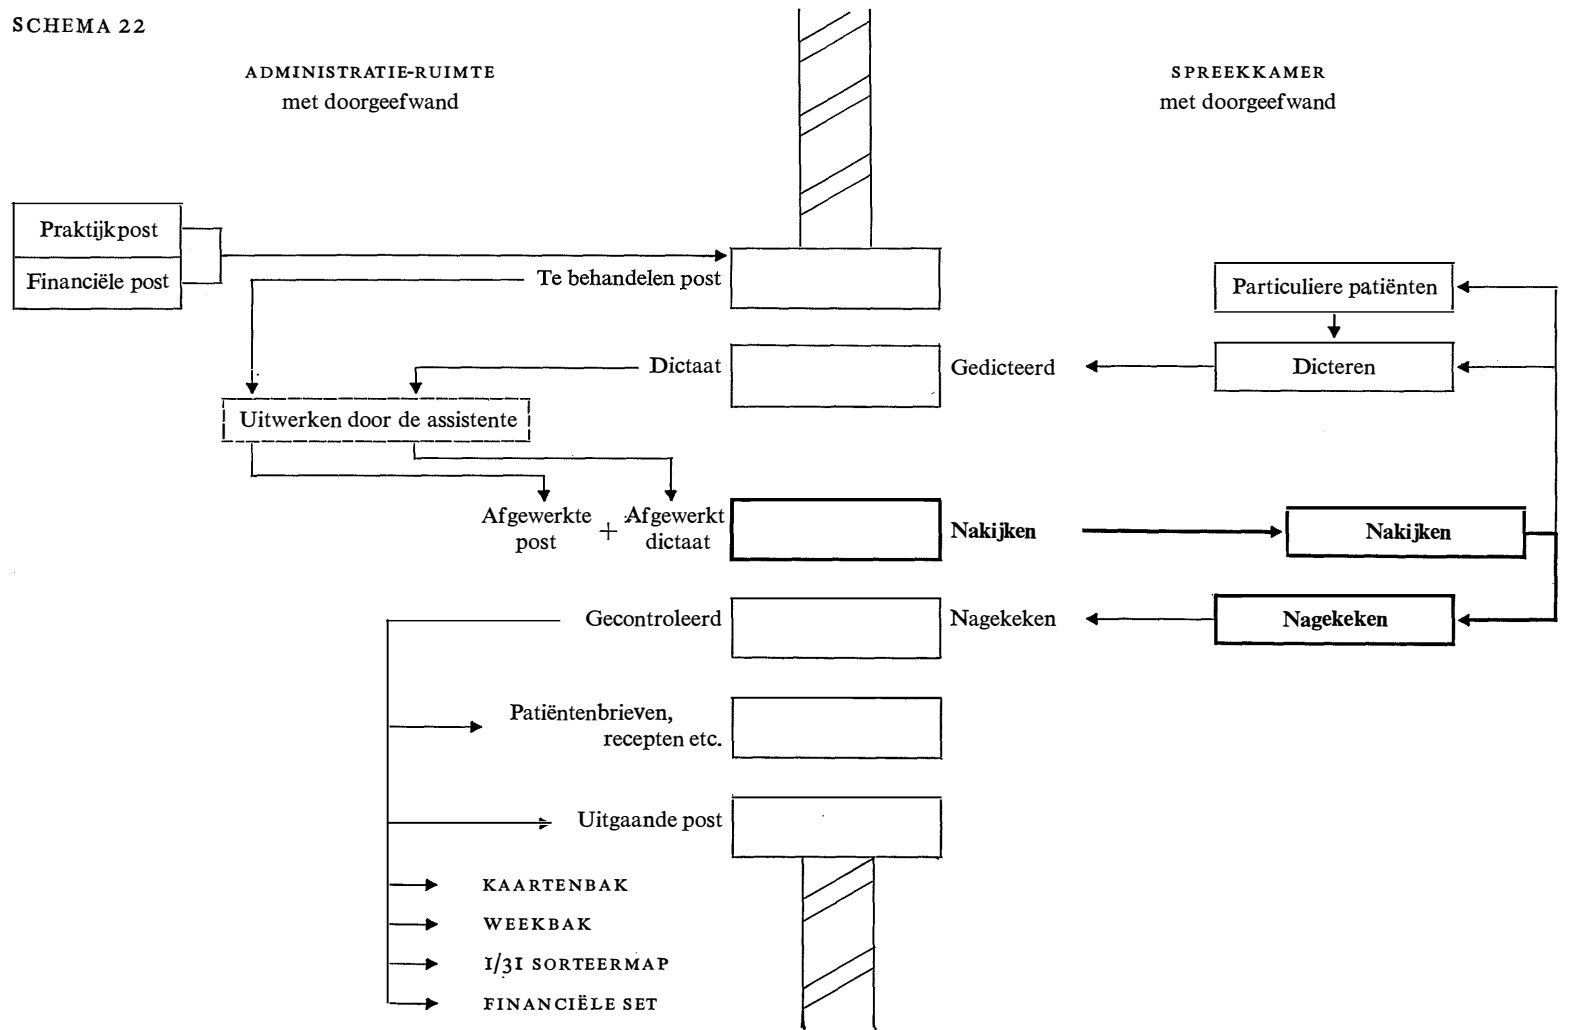 SCHEMA 22
ADMINISTRATIE-RUIMTE
met doorgeefwand
SPREEKKAMER
met doorgeefwand
Praktijkpost
Financiële post
Te behandelen post
Particuliere patiënten
Dictaat
Gedicteerd
Dicteren
Uitwerken door de assistente
Afgewerkte
post
+
Afgewerkt
dictaat
Nakijken
Nakijken
Gecontroleerd
Nagekeken
Nagekeken
Patiëntenbrieven,
recepten etc.
Uitgaande post
KAARTENBAK
WEEKBAK
1/31 SORTEERMAP
FINANCIËLE SET